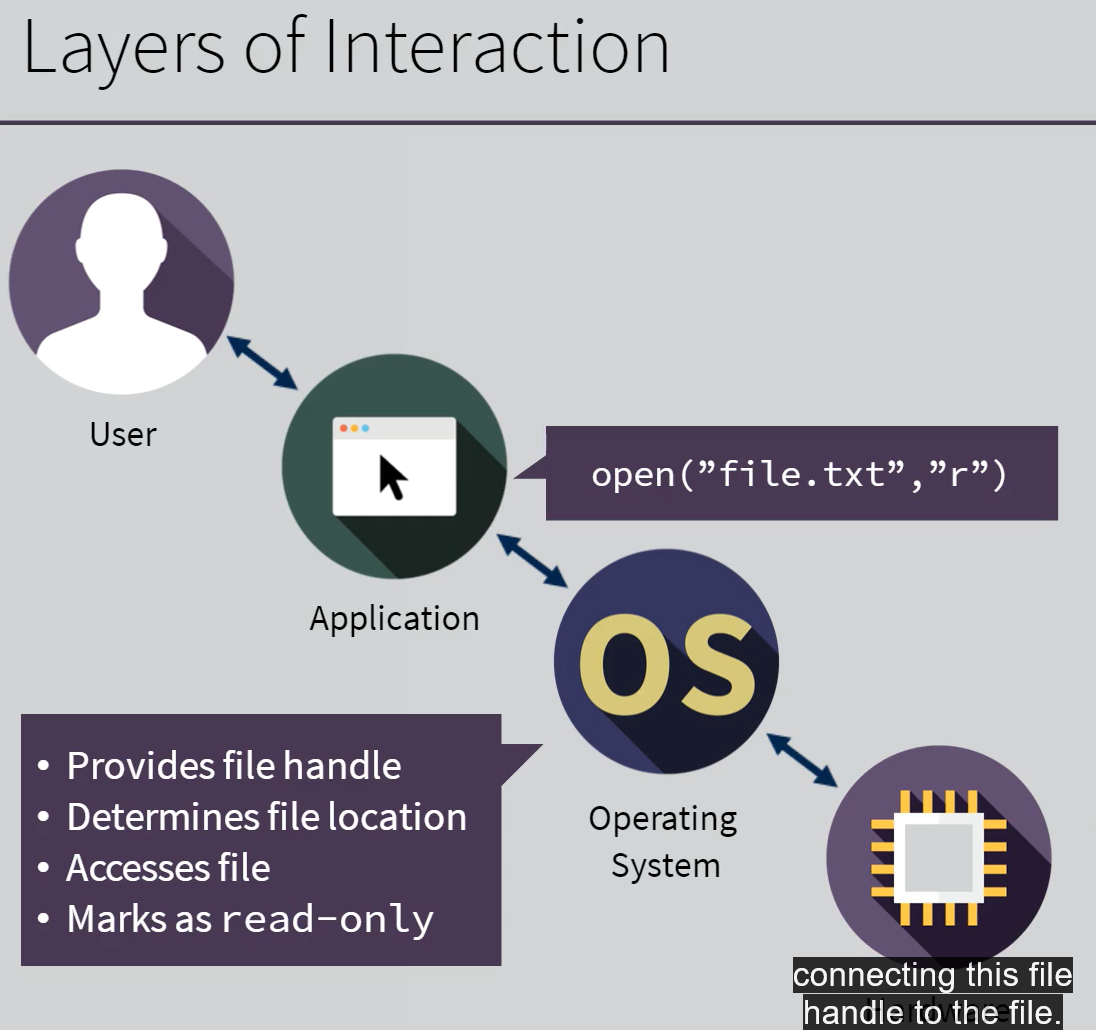 Layers of Interaction
User
open(”file.txt”,”r”)
Application
OS
• Provides file handle
• Determines file location
• Accesses file
• Marks as read-only
Operating
System
connecting this file
handle to the file.